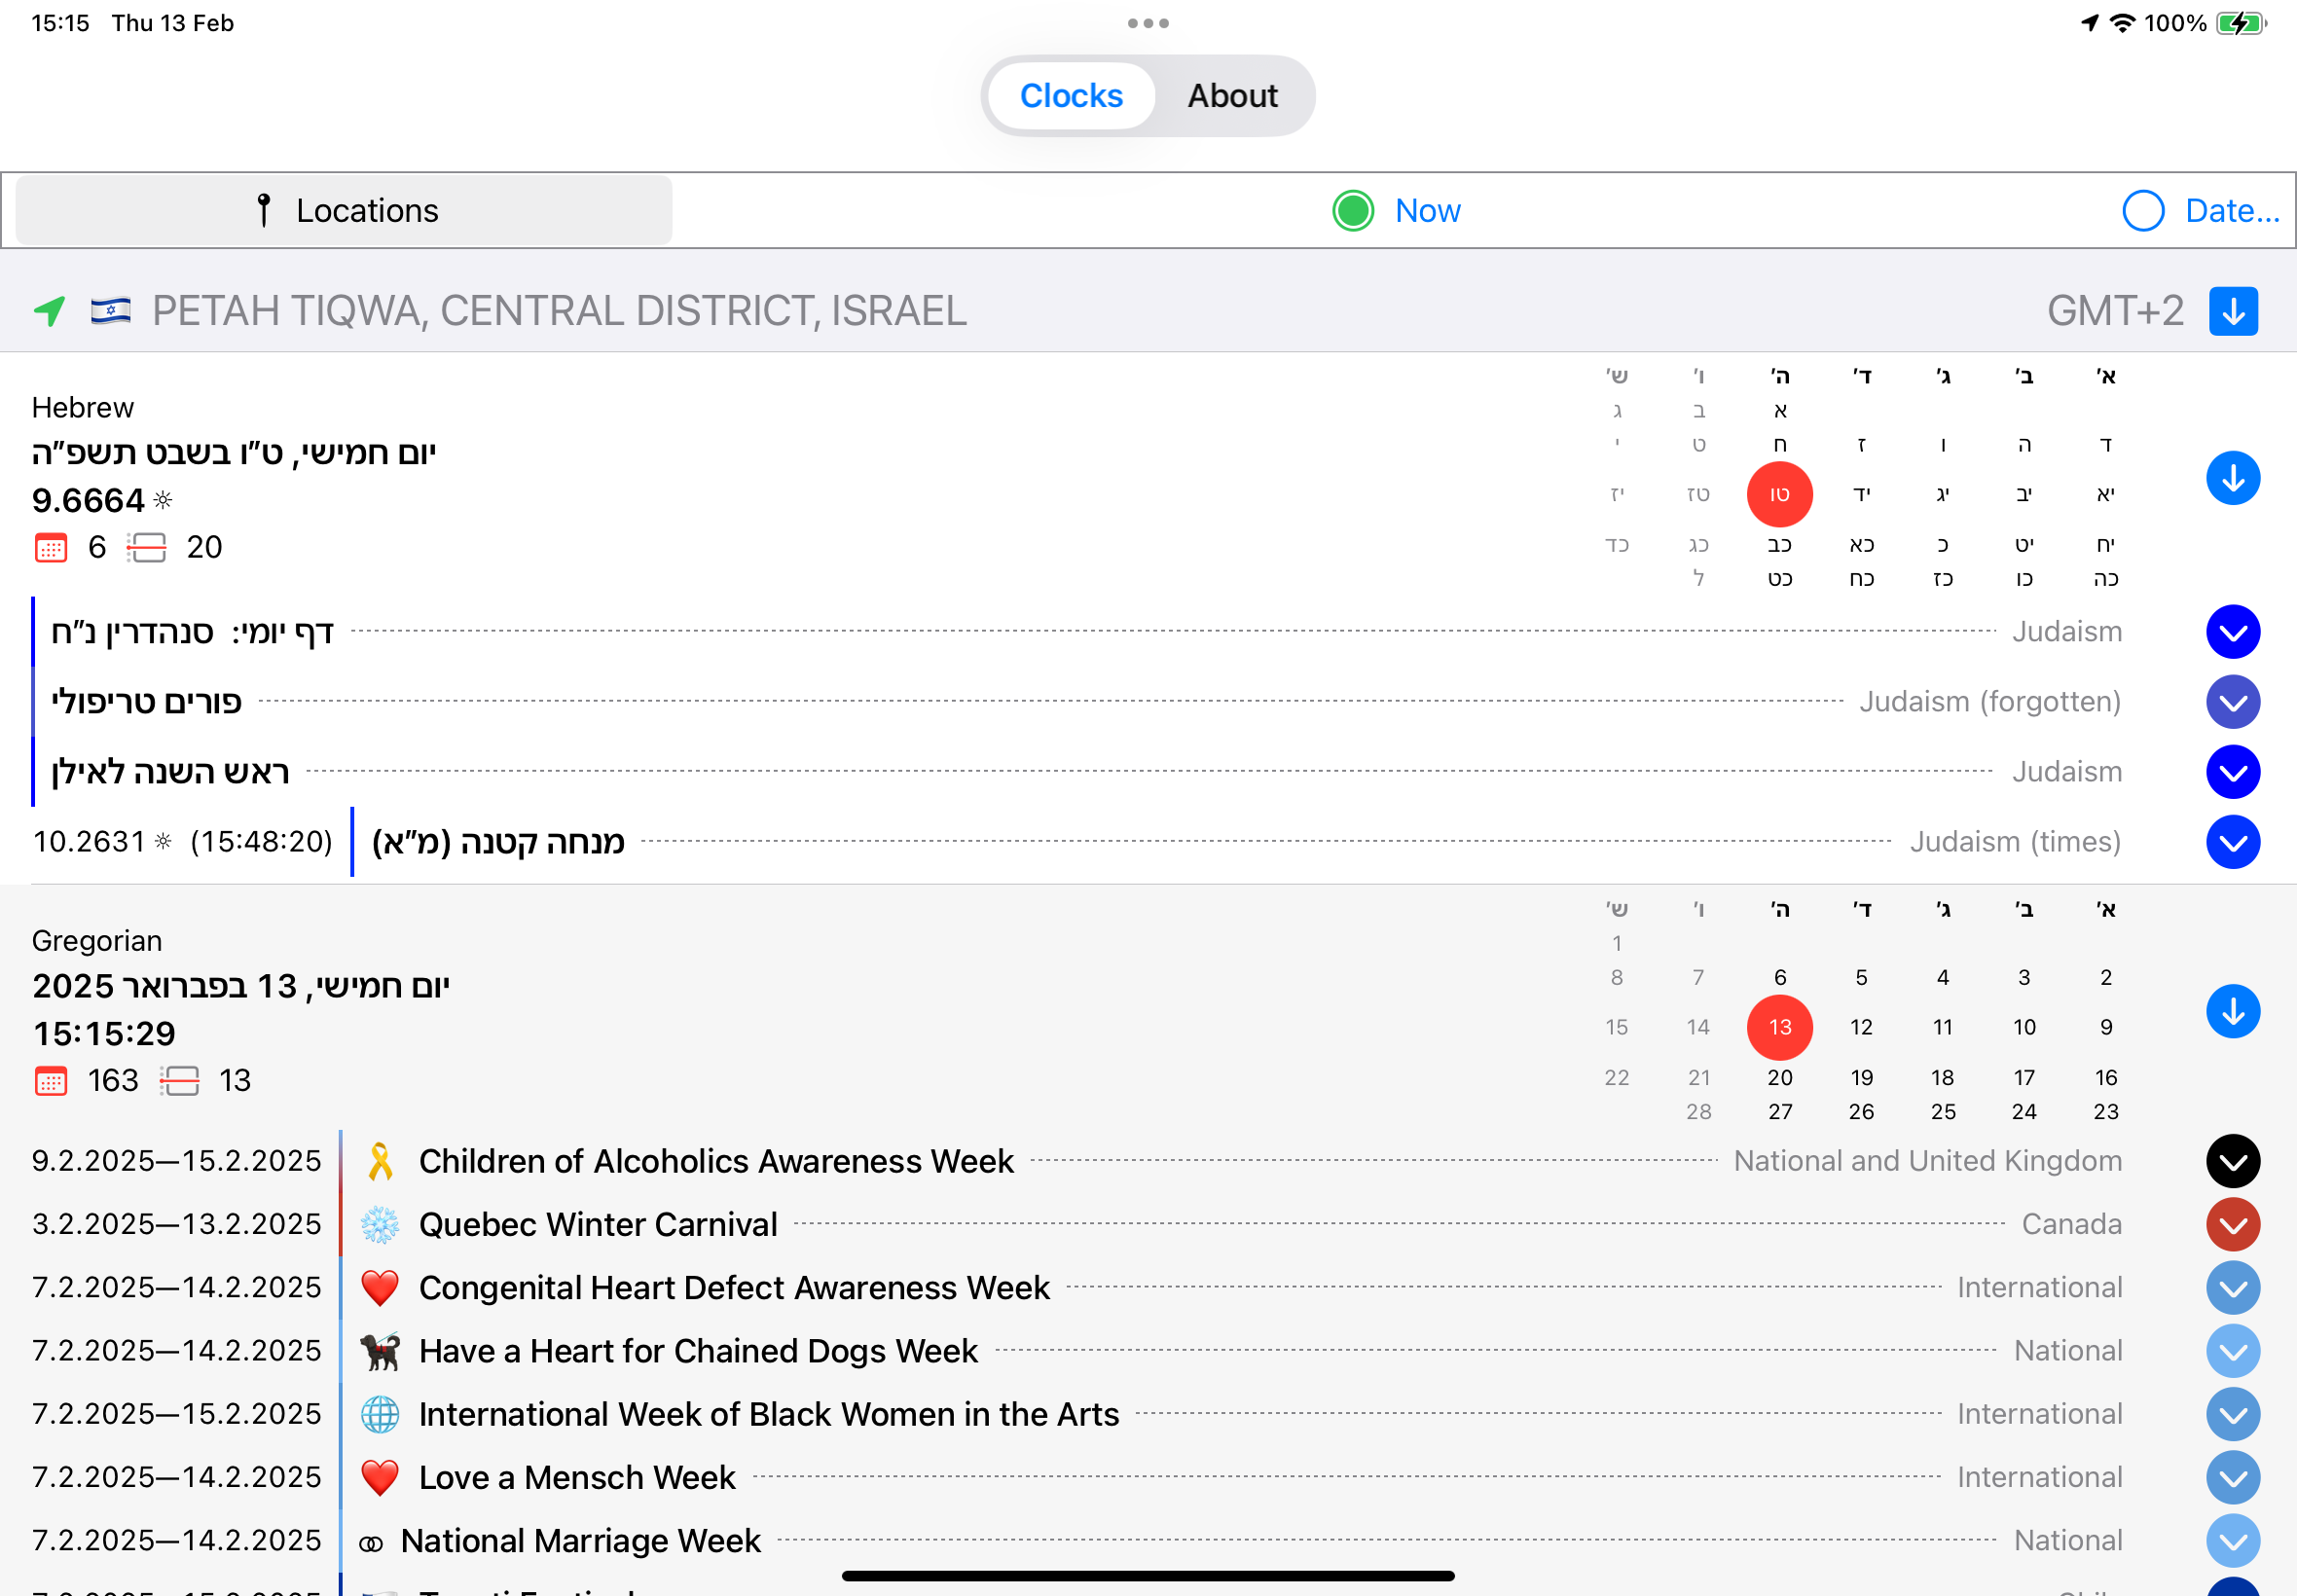 15:15 Thu 13 Feb 100%
Clocks About
Locations Now Date...
PETAH TIQWA, CENTRAL DISTRICT, ISRAEL GMT+2
א׳ ב׳ ג׳ ד׳ ה׳ ו׳ ש׳
Hebrew
א ב ג
יום חמישי, ט״ו בשבט תשפ״ה
ד ה ו ז ח ט י
9.6664
יא יב יג יד טו טז יז
6 20
יח יט כ כא כב כג כד
כה כו כז כח כט ל
דף יומי: סנהדרין נ״ח Judaism
פורים טריפולי Judaism (forgotten)
ראש השנה לאילן Judaism
10.2631 (15:48:20) מנחה קטנה (מ״א) Judaism (times)
א׳ ב׳ ג׳ ד׳ ה׳ ו׳ ש׳
Gregorian
1
יום חמישי, 13 בפברואר 2025
2 3 4 5 6 7 8
15:15:29
9 10 11 12 13 14 15
163 13
16 17 18 19 20 21 22
23 24 25 26 27 28
9.2.2025—15.2.2025 Children of Alcoholics Awareness Week National and United Kingdom
3.2.2025—13.2.2025 Quebec Winter Carnival Canada
7.2.2025—14.2.2025 Congenital Heart Defect Awareness Week International
7.2.2025—14.2.2025 Have a Heart for Chained Dogs Week National
7.2.2025—15.2.2025 International Week of Black Women in the Arts International
7.2.2025—14.2.2025 Love a Mensch Week International
7.2.2025—14.2.2025 National Marriage Week National